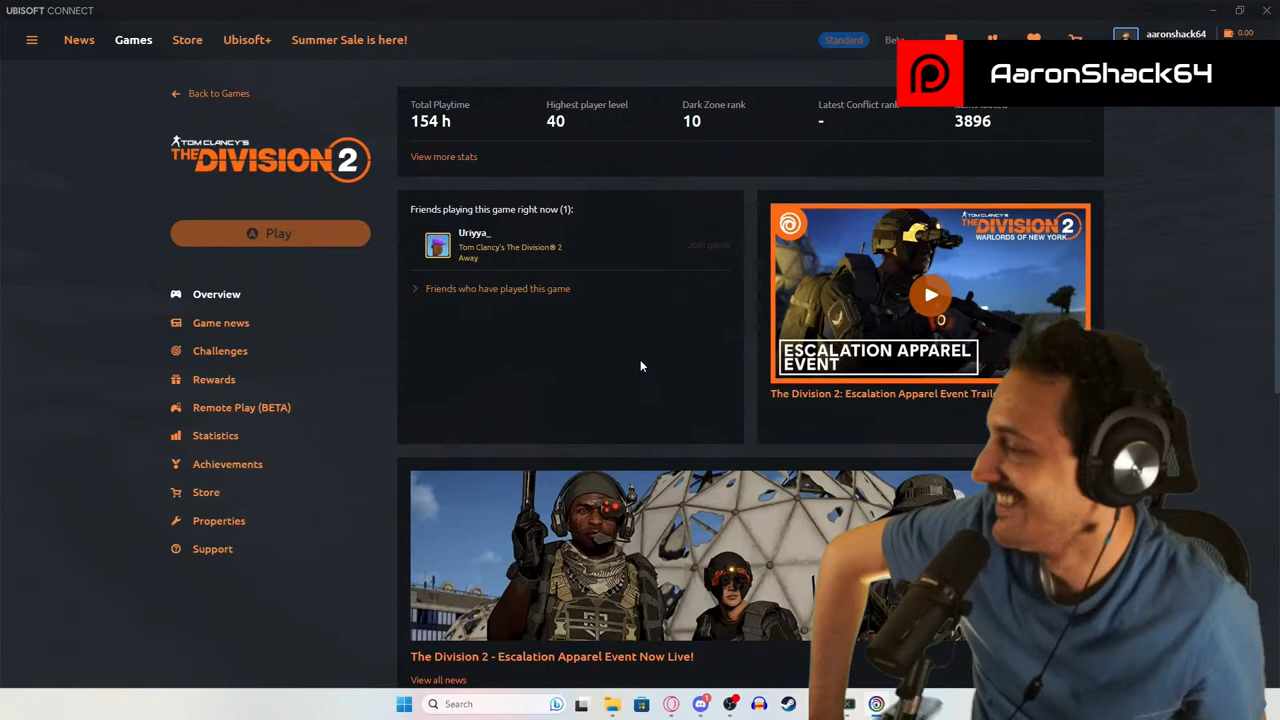 UBISOFT CONNECT
News
Games
Store
Ubisoft+
Summer Sale is here!
Standard
aaronshack64
0.00
AaronShack64
Back to Games
TOM CLANCY'S
THE DIVISION 2
Play
Overview
Game news
Challenges
Rewards
Remote Play (BETA)
Statistics
Achievements
Store
Properties
Support
Total Playtime
154 h
Highest player level
40
Dark Zone rank
10
Latest Conflict rank
-
3896
View more stats
Friends playing this game right now (1):
Uriyya_
Tom Clancy's The Division® 2
Away
Join game
Friends who have played this game
TOM CLANCY'S
THE DIVISION 2
WARLORDS OF NEW YORK
ESCALATION APPAREL
EVENT
The Division 2: Escalation Apparel Event
The Division 2 - Escalation Apparel Event Now Live!
View all news
Search
1